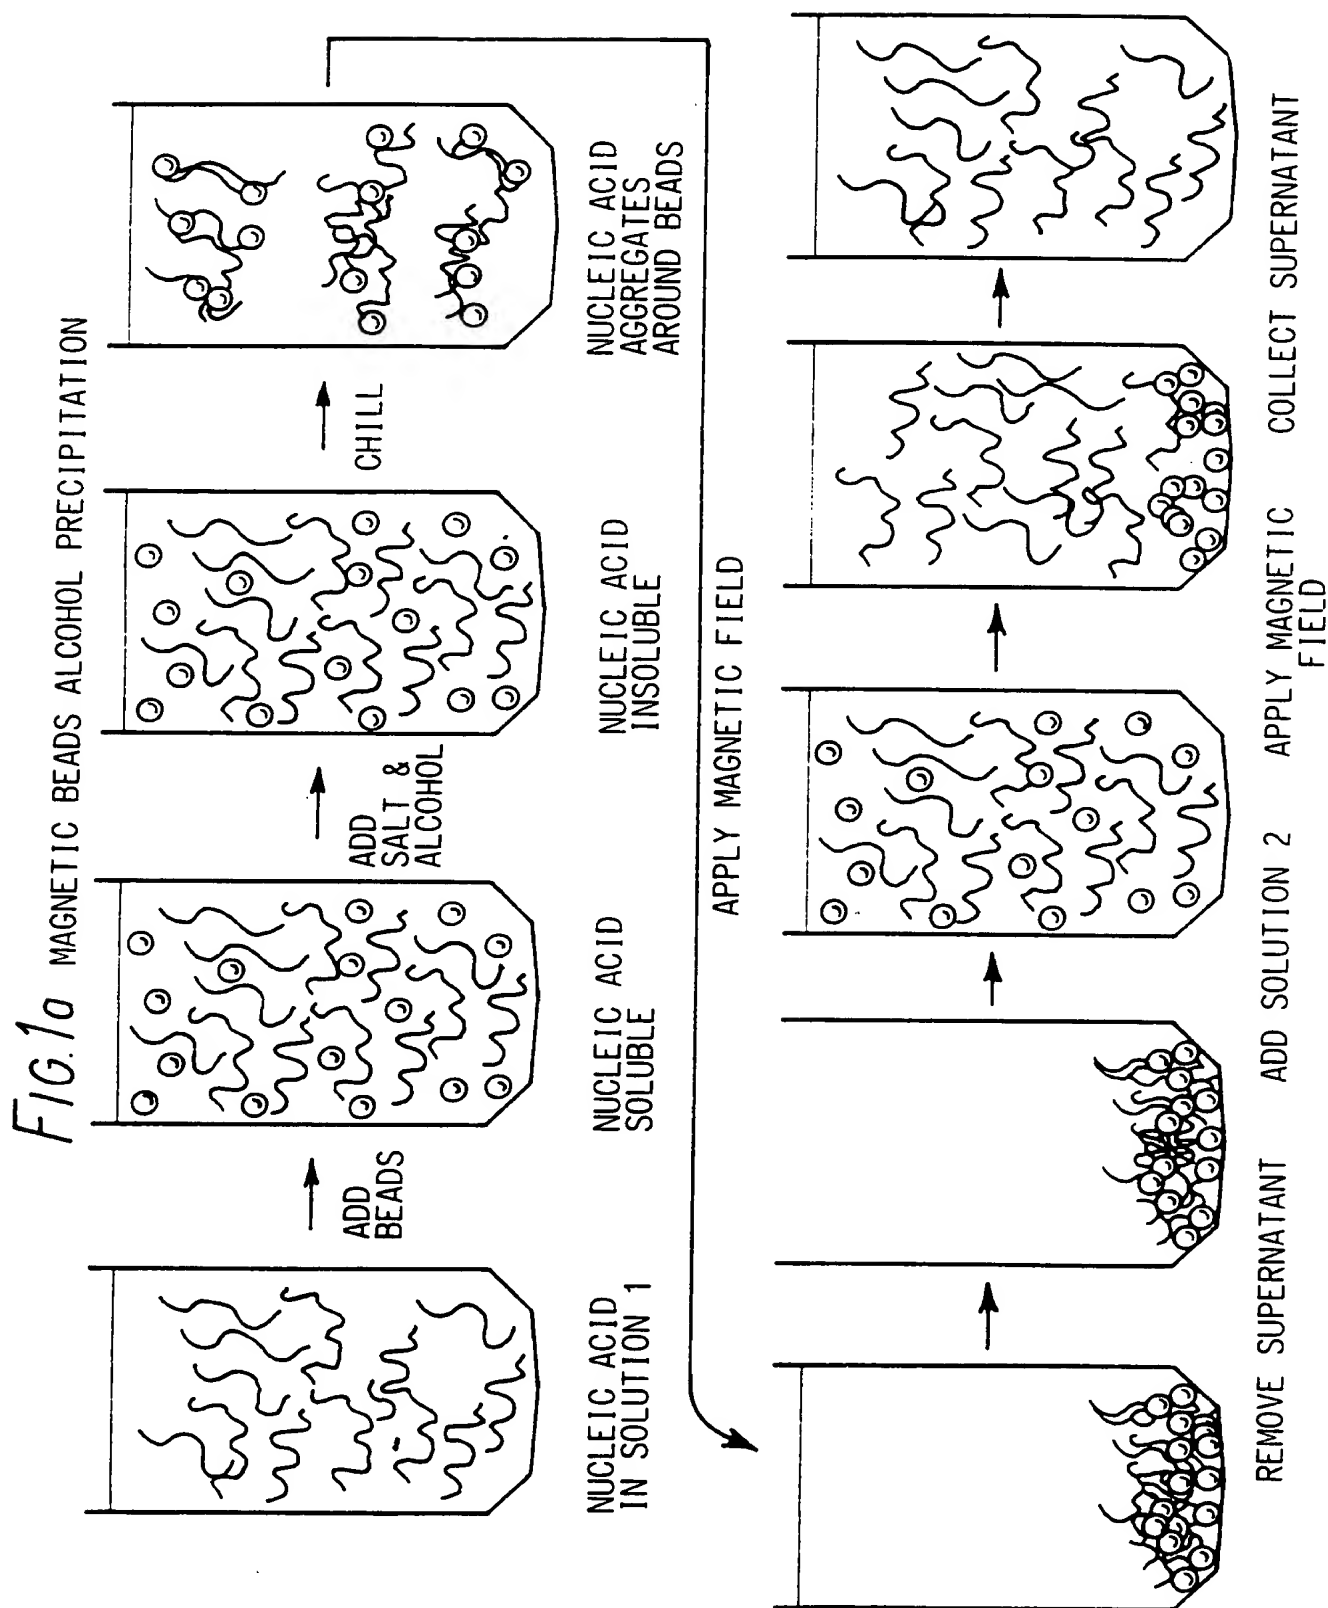 FIG.1a MAGNETIC BEADS ALCOHOL PRECIPITATION
ADD
BEADS
ADD
SALT &
ALCOHOL
CHILL
NUCLEIC ACID
IN SOLUTION 1
NUCLEIC ACID
SOLUBLE
NUCLEIC ACID
INSOLUBLE
NUCLEIC ACID
AGGREGATES
AROUND BEADS
APPLY MAGNETIC FIELD
REMOVE SUPERNATANT
ADD SOLUTION 2
APPLY MAGNETIC
FIELD
COLLECT SUPERNATANT